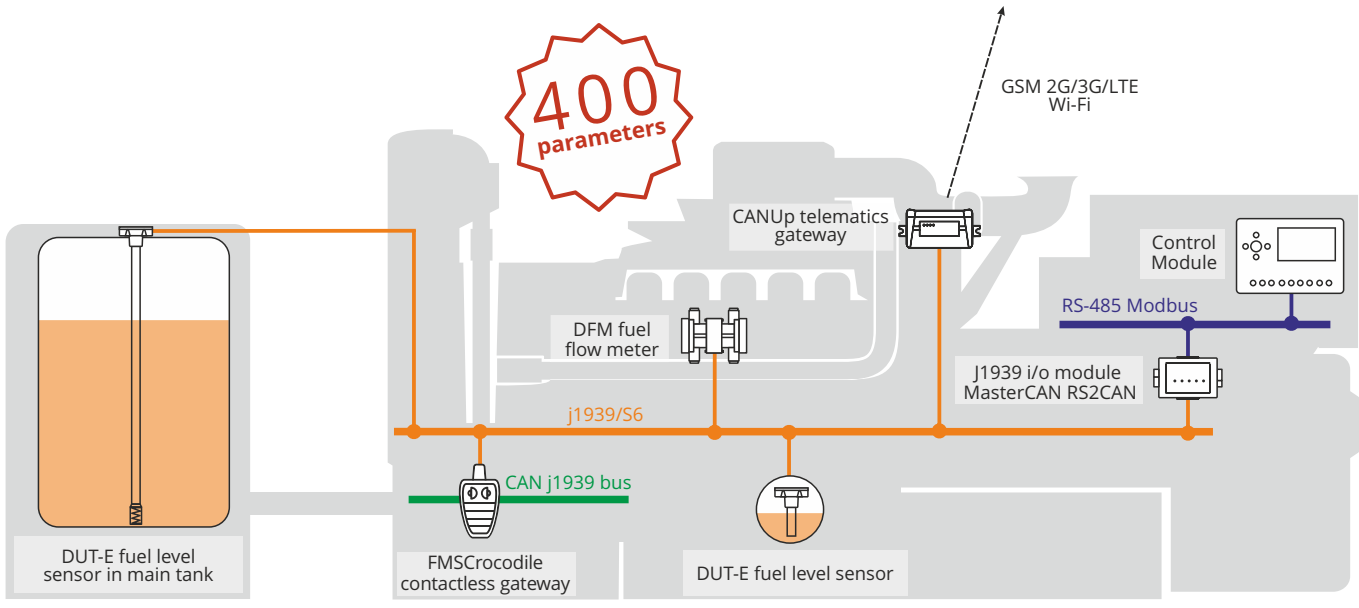 400
parameters
GSM 2G/3G/LTE
Wi-Fi
CANUp telematics
gateway
Control
Module
RS-485 Modbus
DFM fuel
flow meter
J1939 i/o module
MasterCAN RS2CAN
j1939/S6
CAN j1939 bus
DUT-E fuel level
sensor in main tank
FMSCrocodile
contactless gateway
DUT-E fuel level sensor